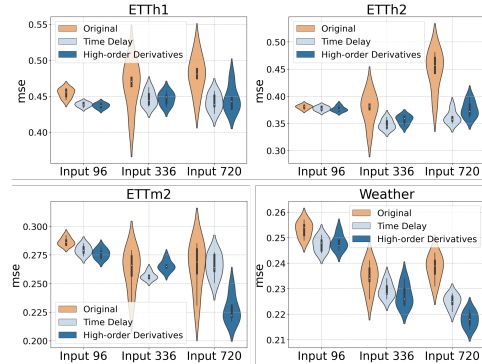 ETTh1
mse
0.55
0.50
0.45
0.40
Original
Time Delay
High-order Derivatives
Input 96 Input 336 Input 720
ETTh2
mse
0.50
0.45
0.40
0.35
0.30
Original
Time Delay
High-order Derivatives
Input 96 Input 336 Input 720
ETTm2
mse
0.300
0.275
0.250
0.225
0.200
Original
Time Delay
High-order Derivatives
Input 96 Input 336 Input 720
Weather
mse
0.26
0.25
0.24
0.23
0.22
0.21
Original
Time Delay
High-order Derivatives
Input 96 Input 336 Input 720